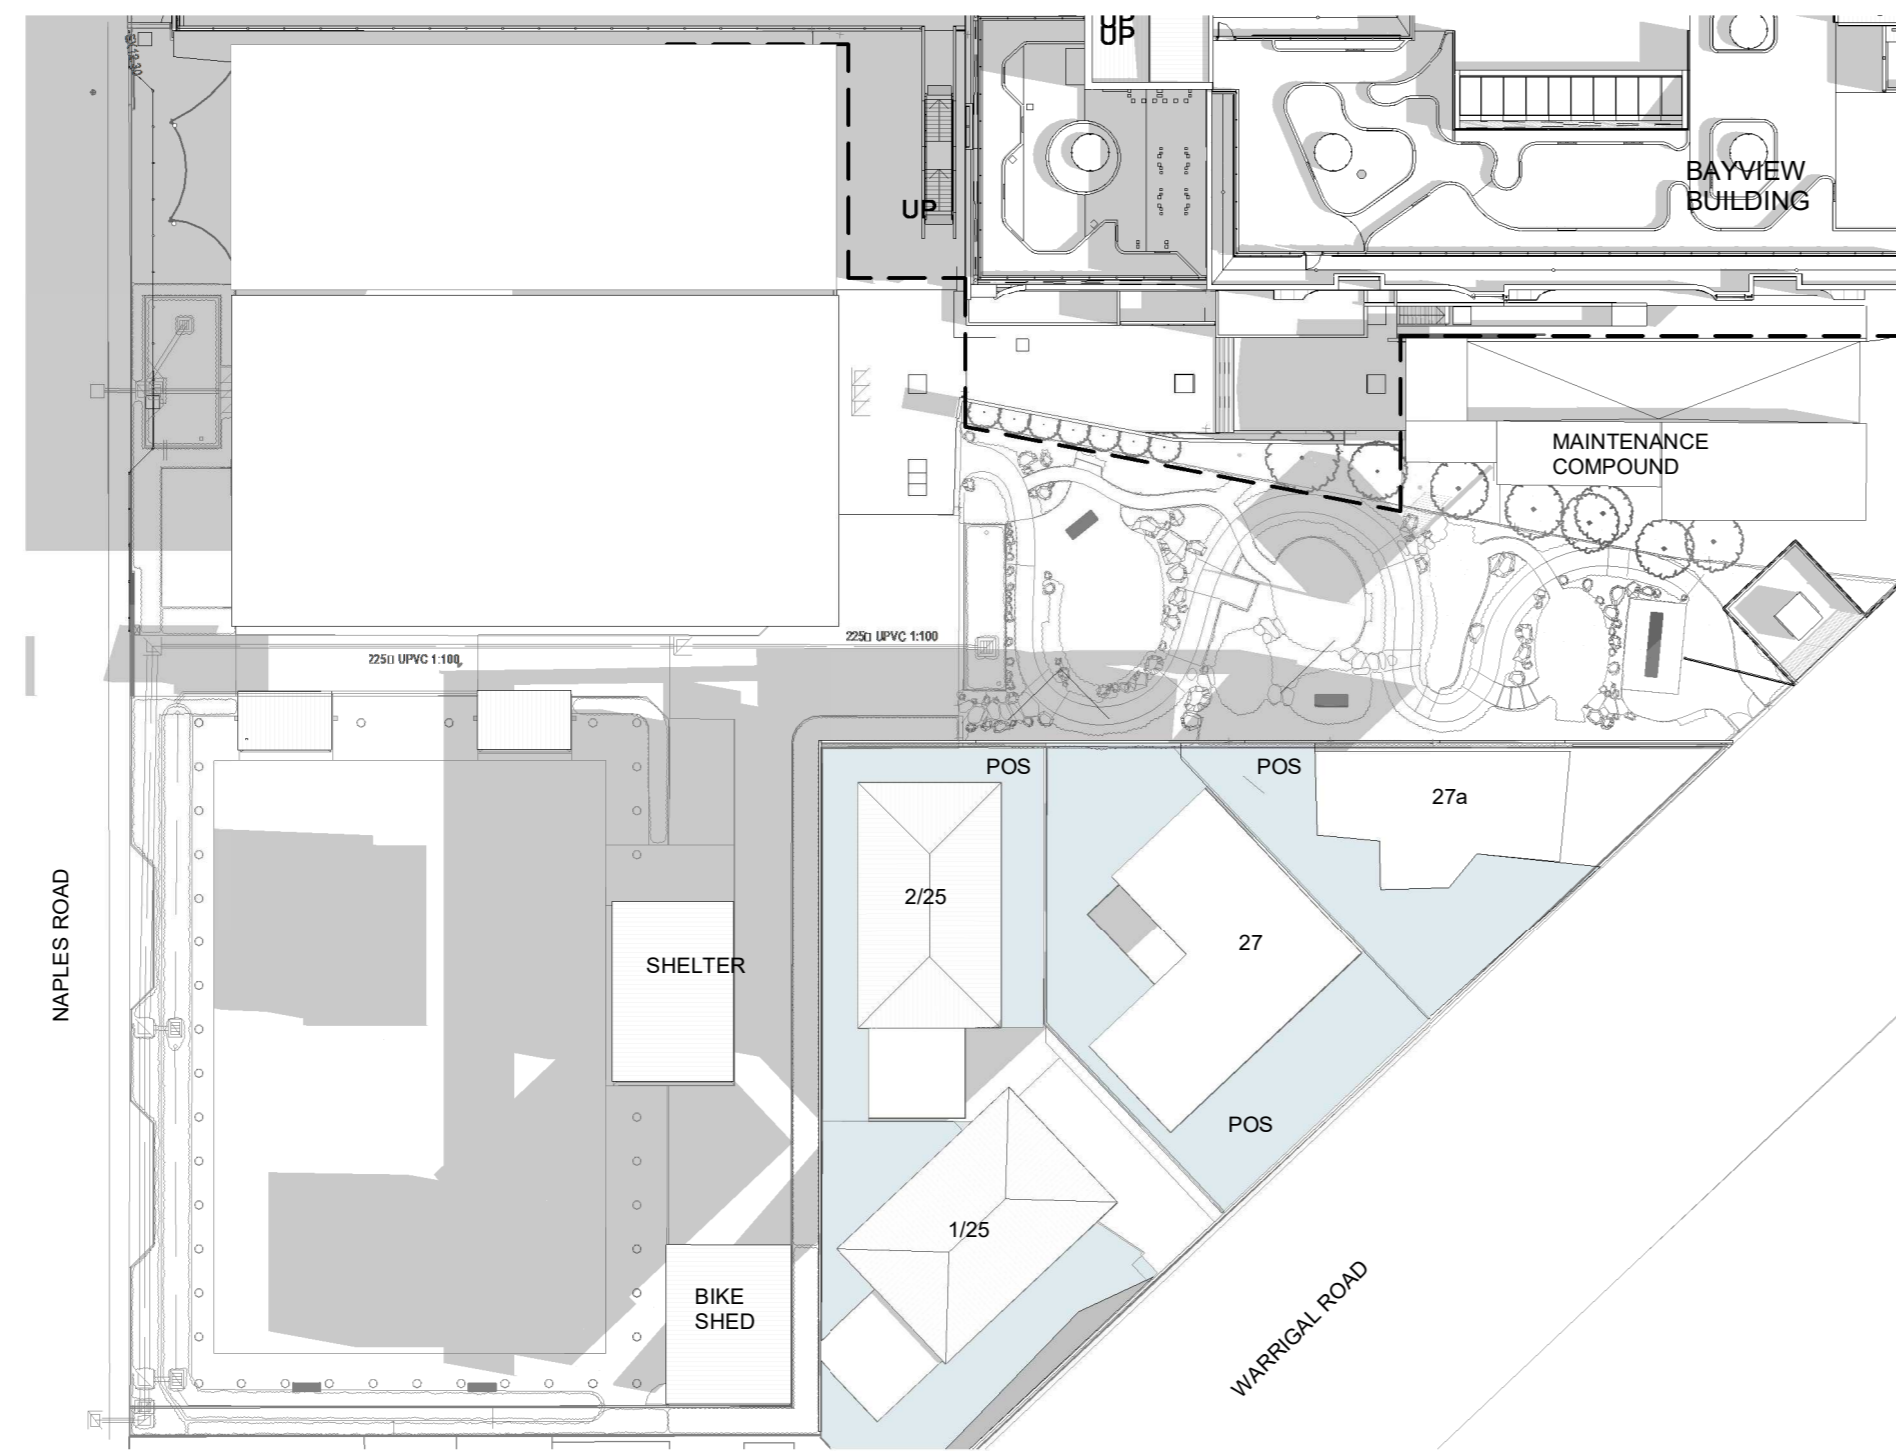 UP
UP
BAYVIEW
BUILDING
UP
MAINTENANCE
COMPOUND
225▯ UPVC 1:100
225▯ UPVC 1:100
POS
POS
27a
2/25
27
SHELTER
NAPLES ROAD
POS
1/25
BIKE
SHED
WARRIGAL ROAD